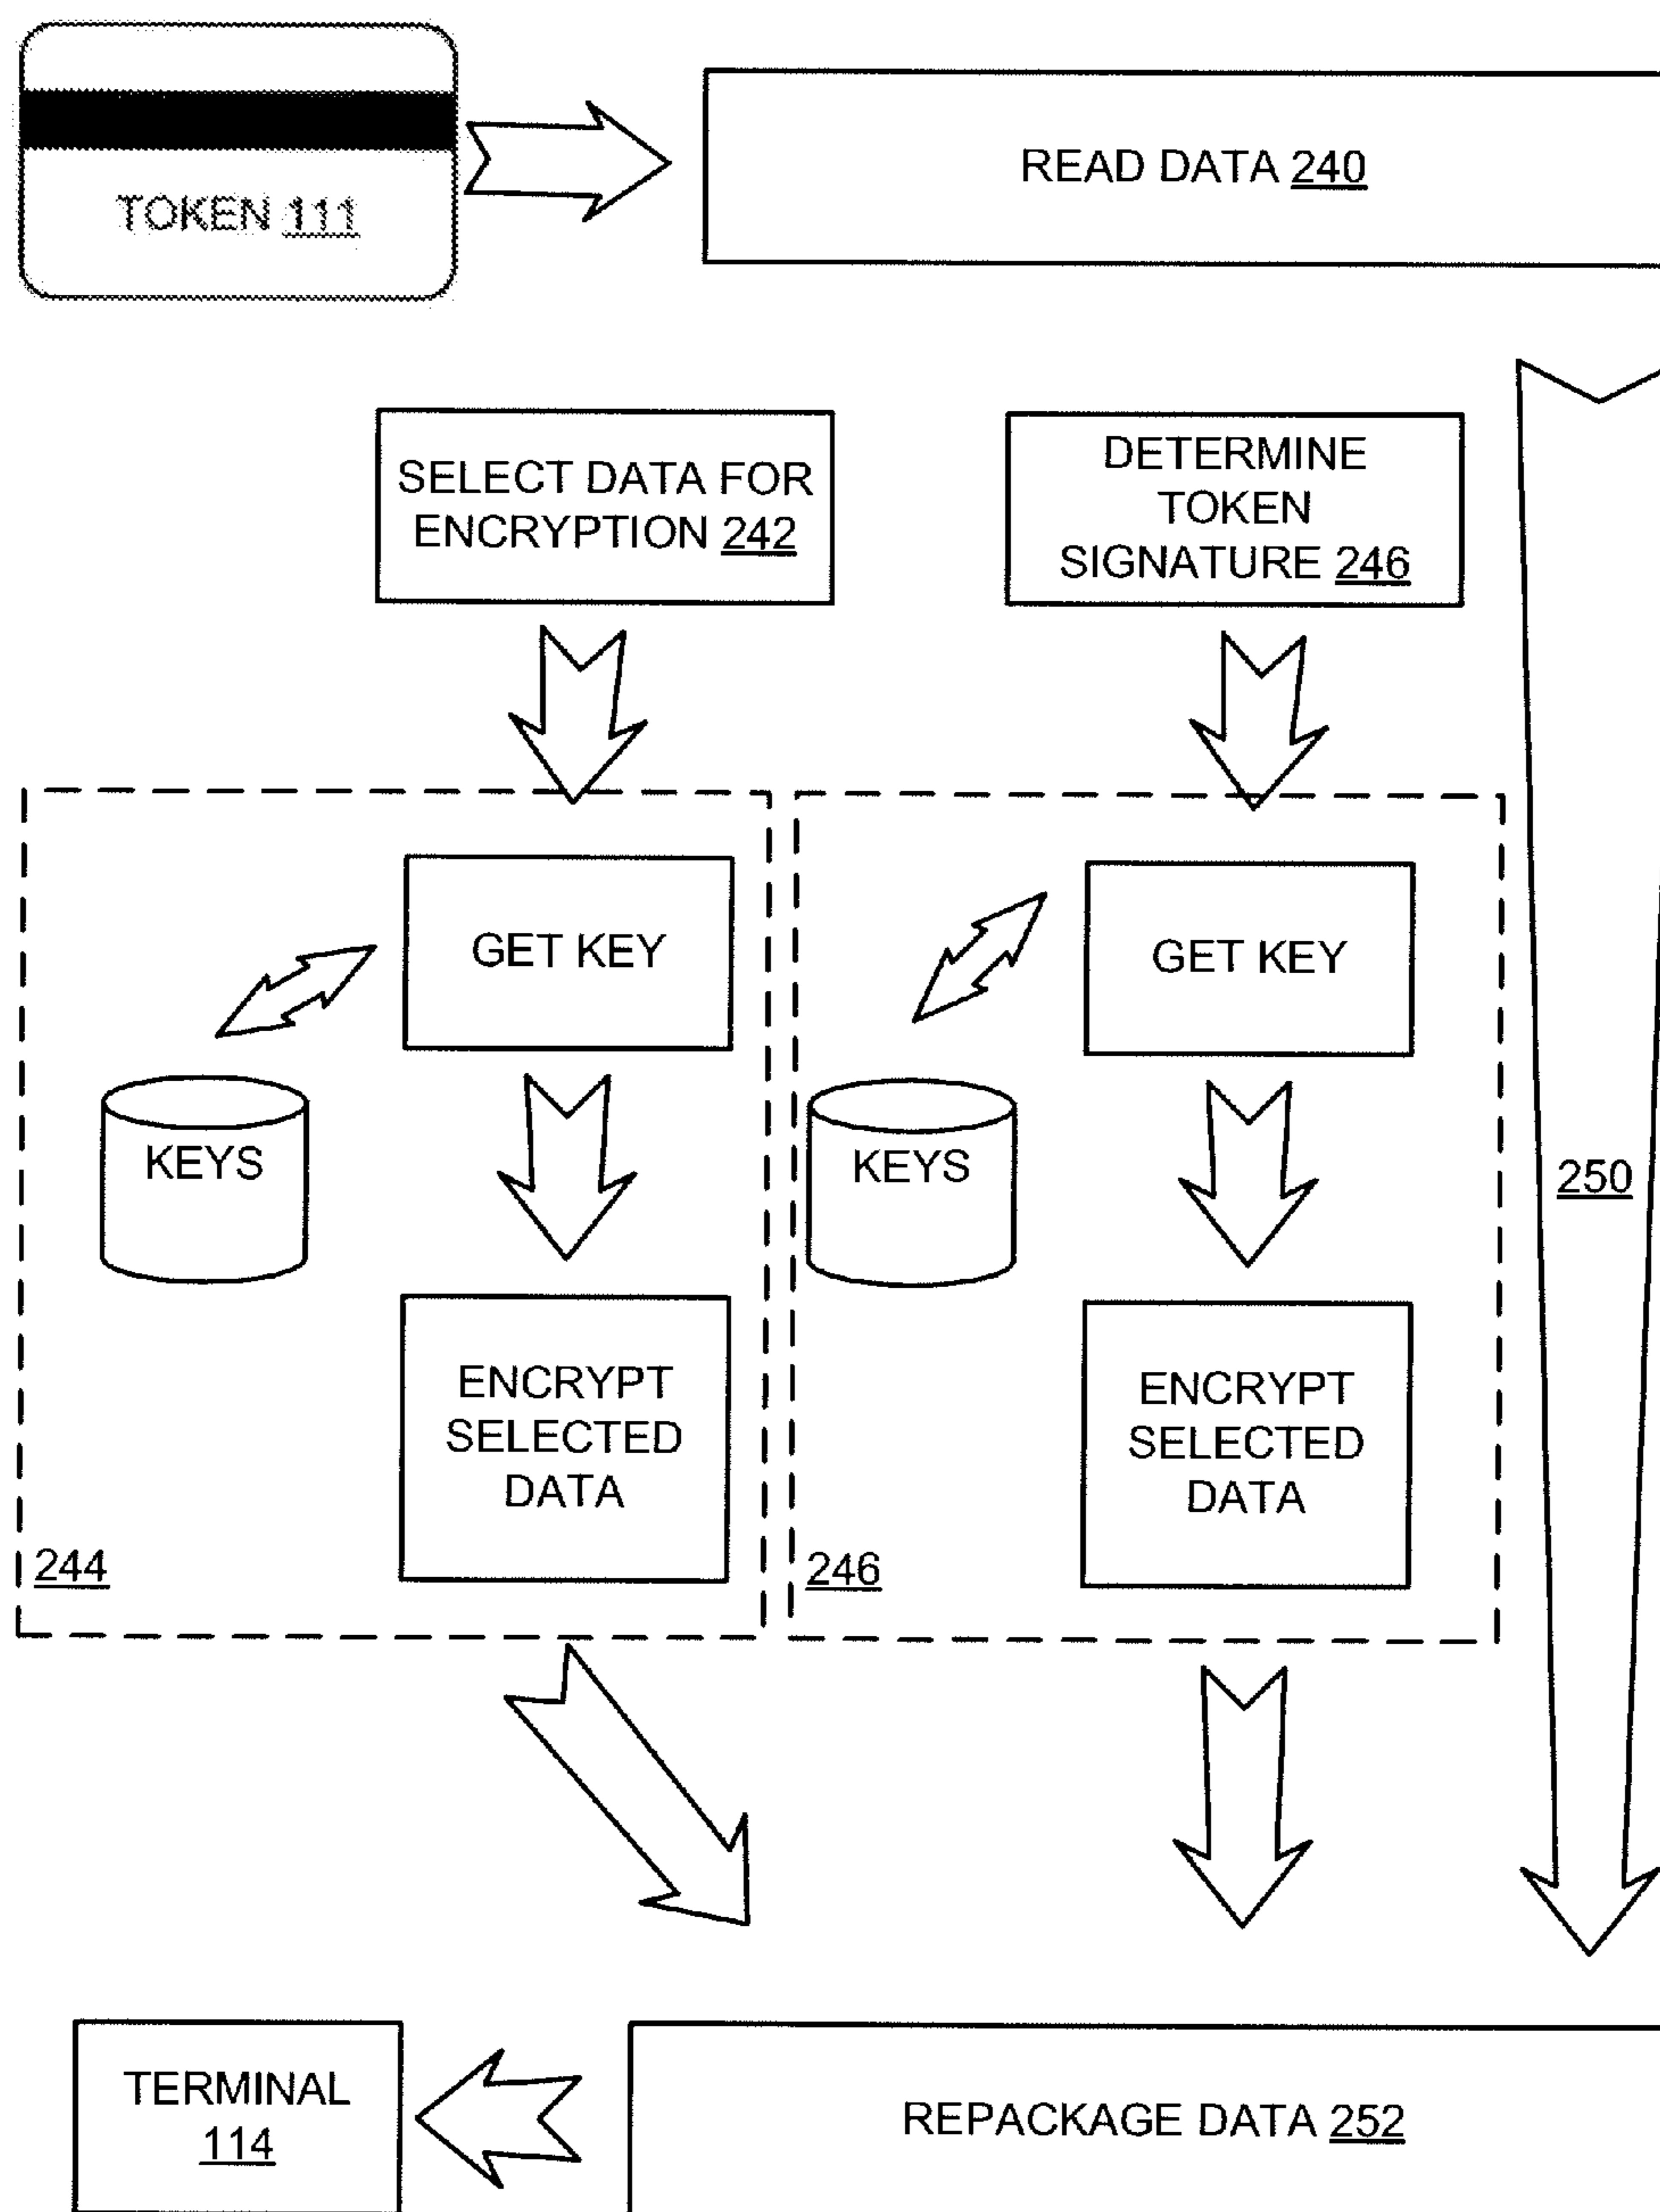 TOKEN 111
READ DATA 240
SELECT DATA FOR
ENCRYPTION 242
DETERMINE
TOKEN
SIGNATURE 246
GET KEY
GET KEY
KEYS
KEYS
250
ENCRYPT
SELECTED
DATA
ENCRYPT
SELECTED
DATA
244
246
TERMINAL
114
REPACKAGE DATA 252